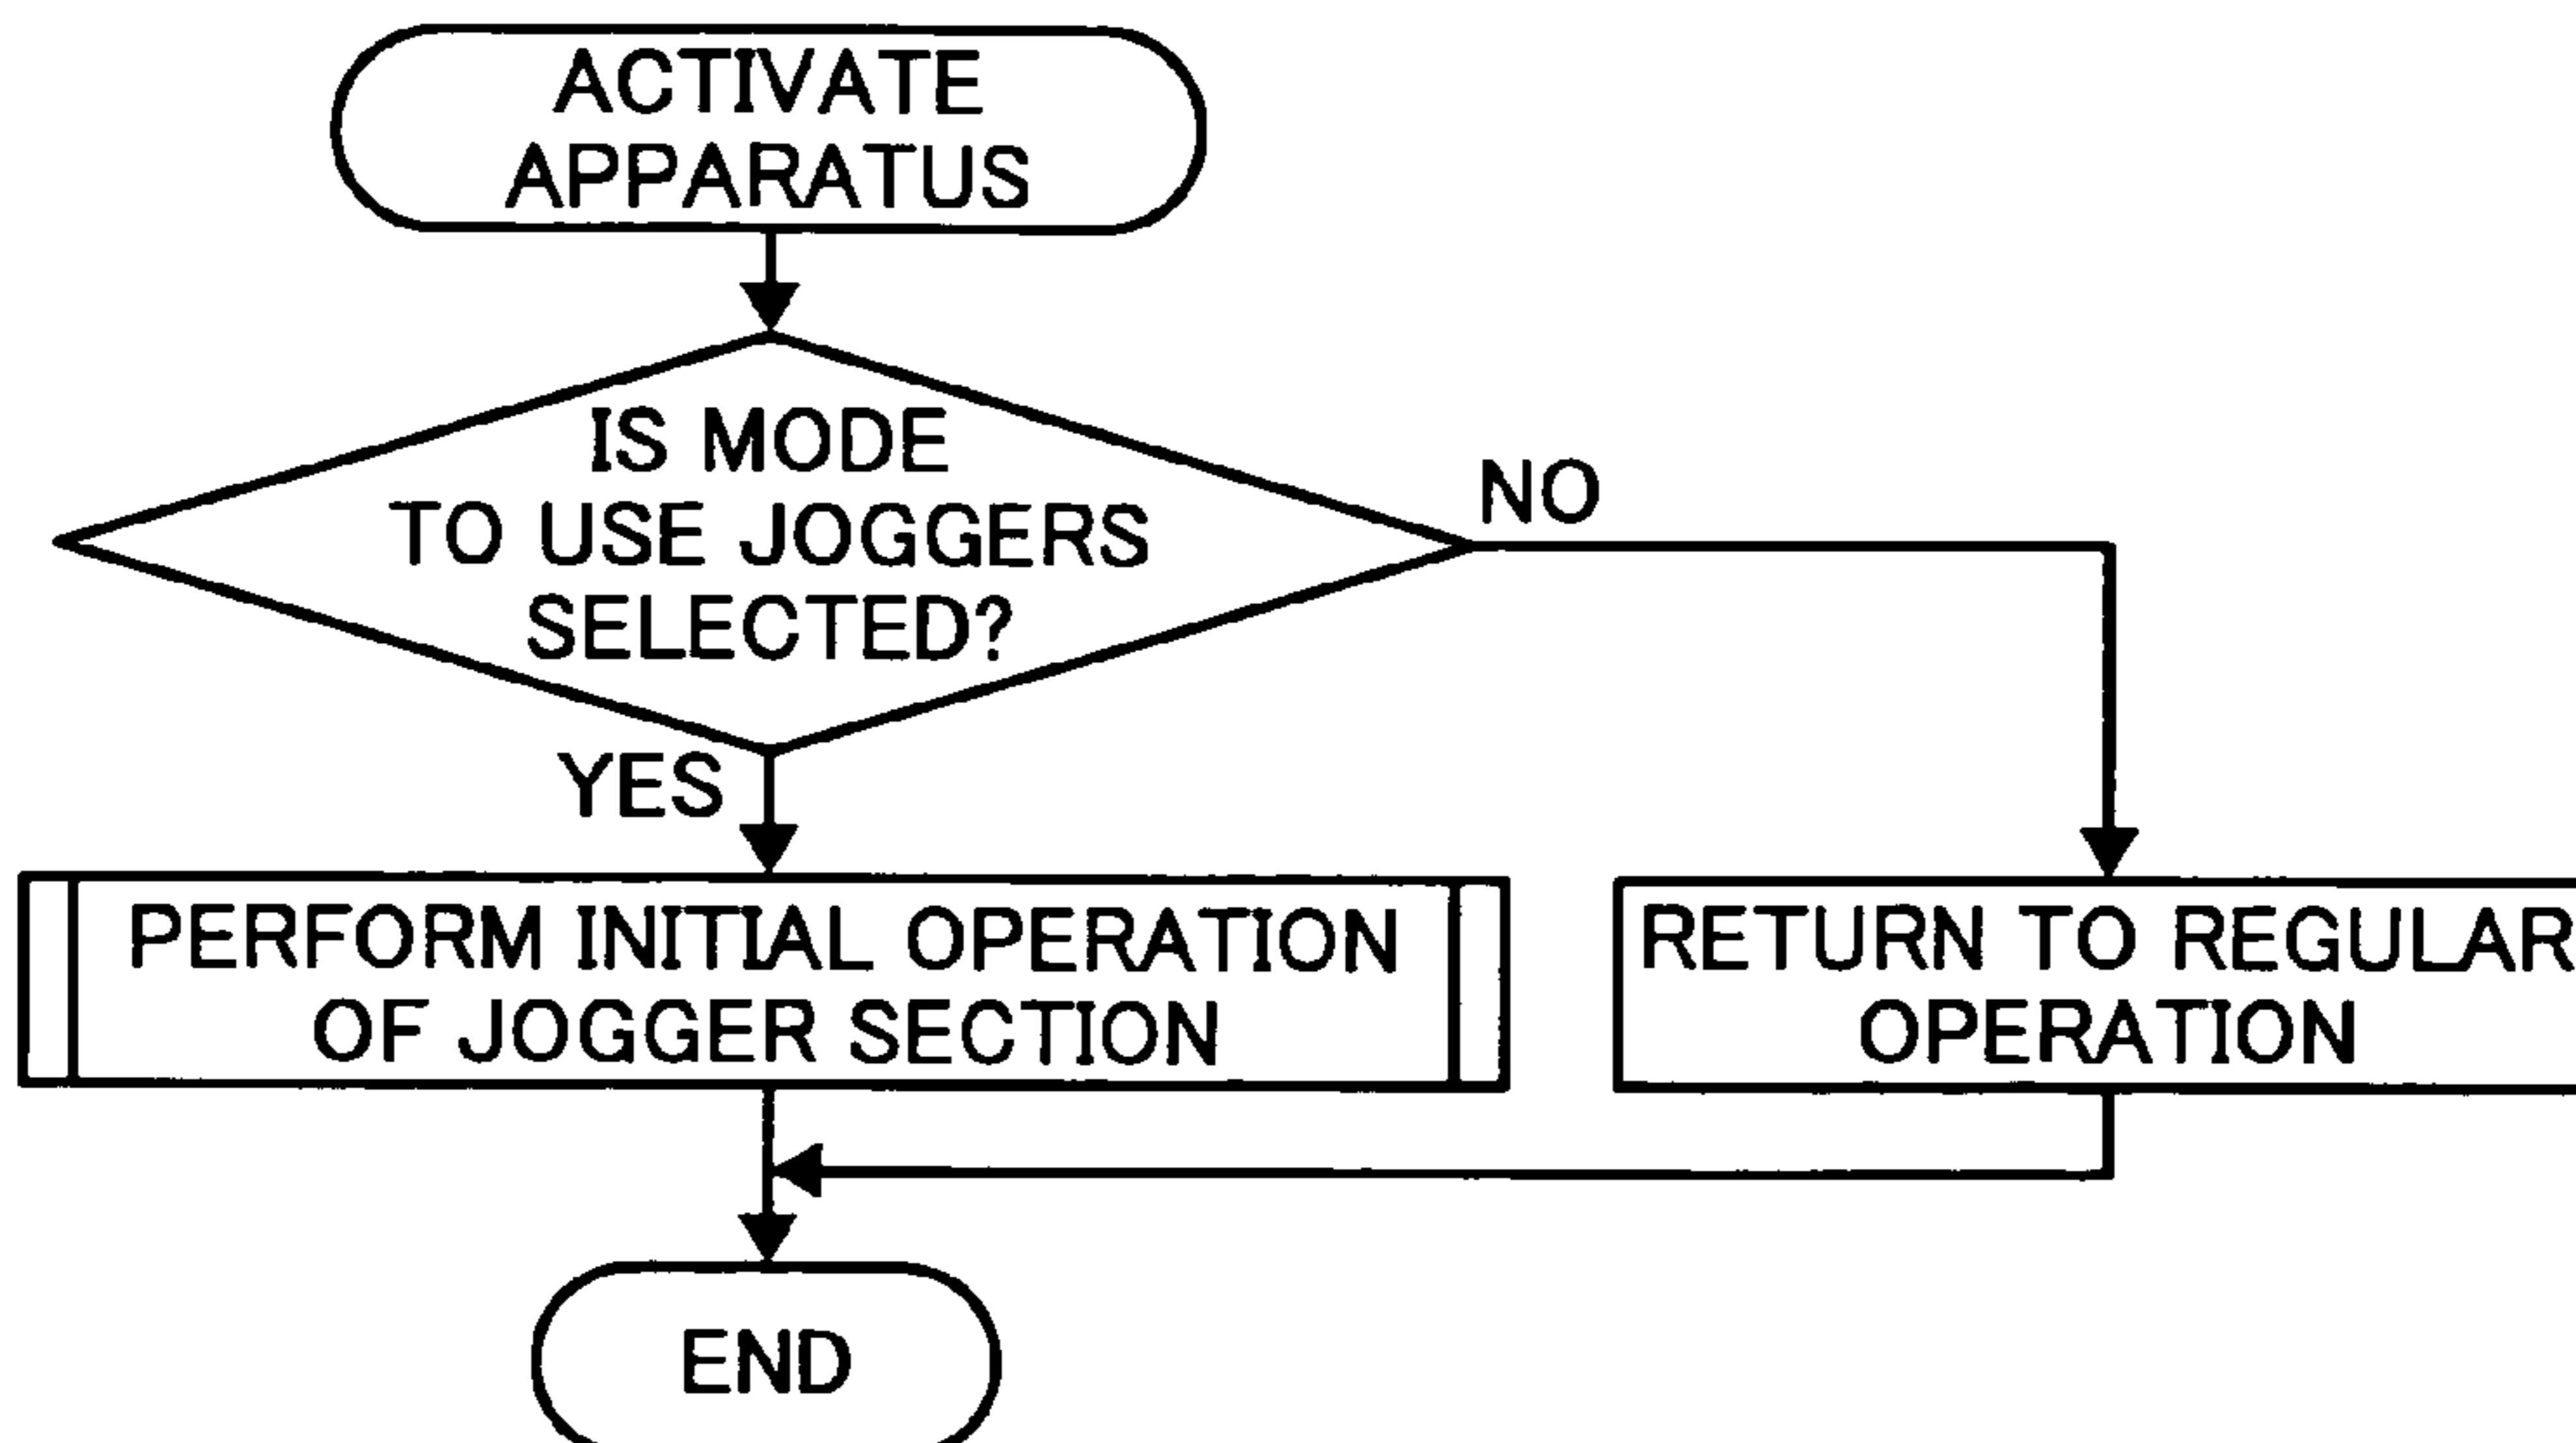 ACTIVATE
APPARATUS
IS MODE
TO USE JOGGERS
SELECTED?
NO
YES
PERFORM INITIAL OPERATION
OF JOGGER SECTION
RETURN TO REGULAR
OPERATION
END